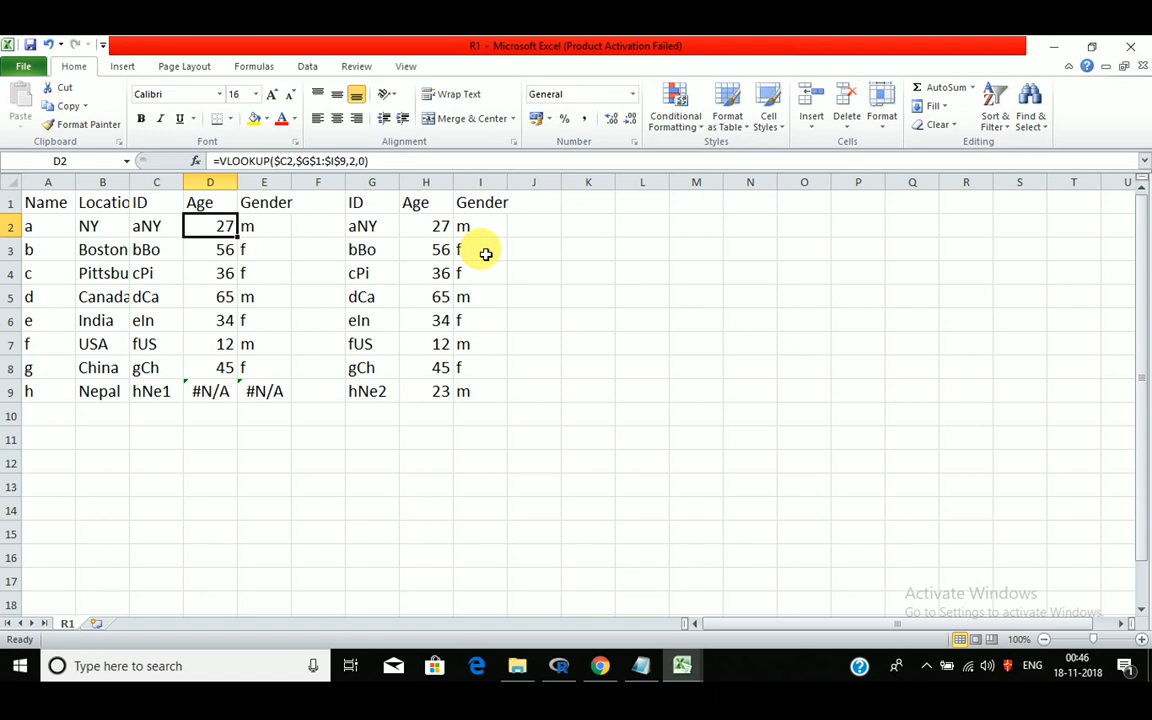 R1 - Microsoft Excel (Product Activation Failed)
File Home Insert Page Layout Formulas Data Review View
Paste
Cut
Copy
Format Painter
Clipboard
Calibri 16
B I U
Font
Wrap Text
Merge & Center
Alignment
General
Number
Conditional Formatting
Format as Table
Cell Styles
Styles
Insert Delete Format
Cells
AutoSum
Fill
Clear
Sort & Filter
Find & Select
Editing
D2 fx =VLOOKUP($C2,$G$1:$I$9,2,0)
A B C D E F G H I J K L M N O P Q R S T U
1 Name Locatio ID Age Gender ID Age Gender
2 a NY aNY 27 m aNY 27 m
3 b Boston bBo 56 f bBo 56 f
4 c Pittsbu cPi 36 f cPi 36 f
5 d Canada dCa 65 m dCa 65 m
6 e India eIn 34 f eIn 34 f
7 f USA fUS 12 m fUS 12 m
8 g China gCh 45 f gCh 45 f
9 h Nepal hNe1 #N/A #N/A hNe2 23 m
10
11
12
13
14
15
16
17
18
Activate Windows
Go to Settings to activate Windows.
R1
Ready 100%
Type here to search
ENG
00:46
18-11-2018